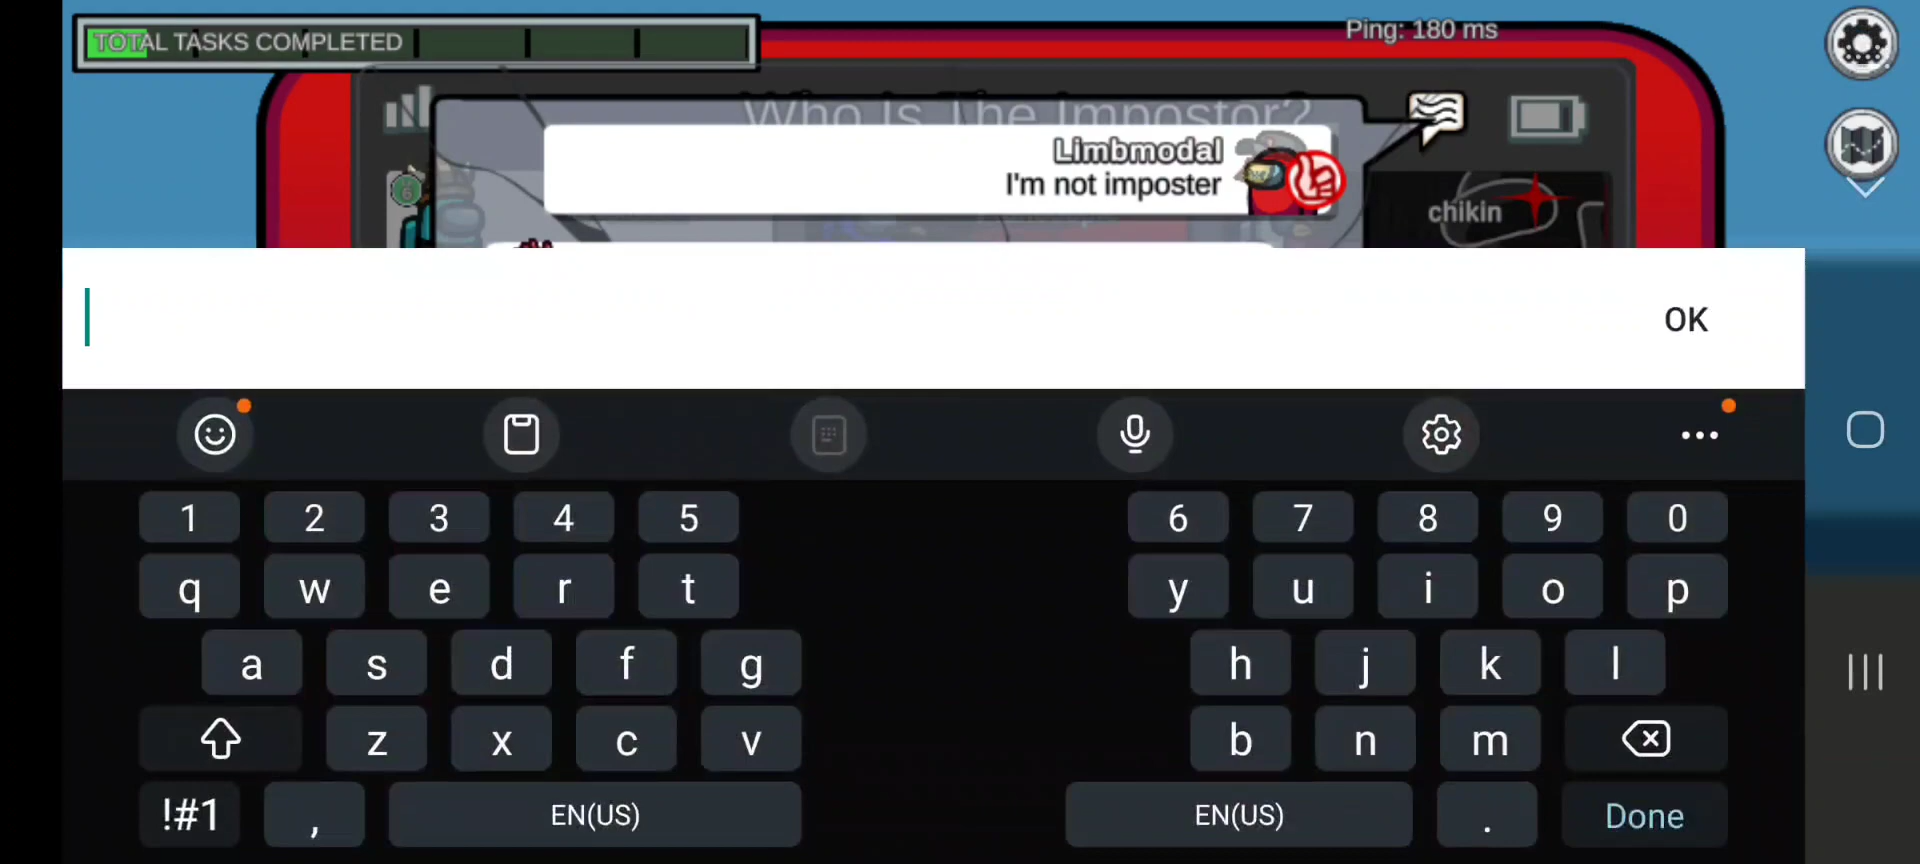 TOTAL TASKS COMPLETED
Ping: 180 ms
Who Is The Impostor?
Limbmodal
I'm not imposter
chikin
OK
1 2 3 4 5 6 7 8 9 0
q w e r t y u i o p
a s d f g h j k l
z x c v b n m
!#1 , EN(US) EN(US) . Done